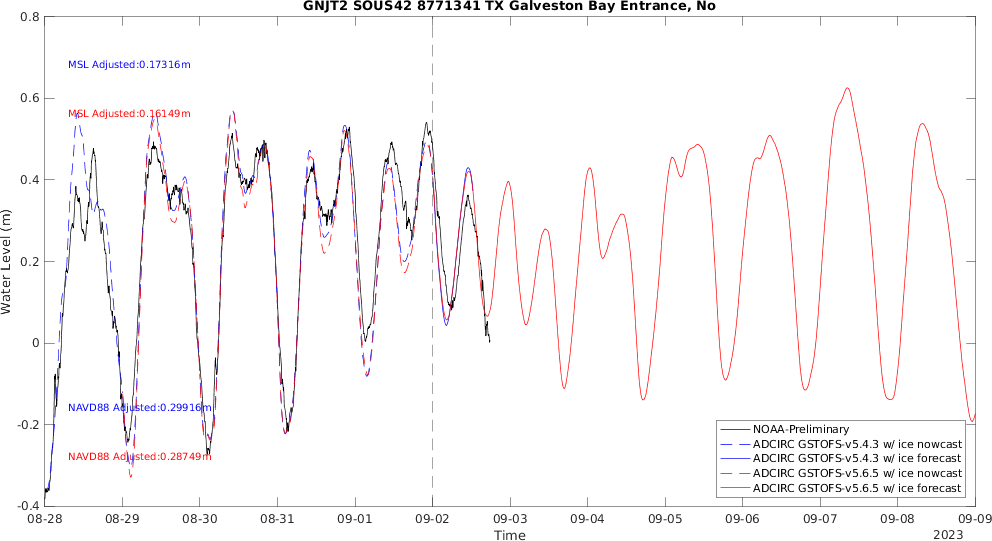 GNJT2 SOUS42 8771341 TX Galveston Bay Entrance, No
0.8
0.6
0.4
0.2
0
-0.2
-0.4
Water Level (m)
MSL Adjusted:0.17316m
MSL Adjusted:0.16149m
NAVD88 Adjusted:0.29916m
NAVD88 Adjusted:0.28749m
NOAA-Preliminary
ADCIRC GSTOFS-v5.4.3 w/ ice nowcast
ADCIRC GSTOFS-v5.4.3 w/ ice forecast
ADCIRC GSTOFS-v5.6.5 w/ ice nowcast
ADCIRC GSTOFS-v5.6.5 w/ ice forecast
08-28 08-29 08-30 08-31 09-01 09-02 09-03 09-04 09-05 09-06 09-07 09-08 09-09
Time
2023